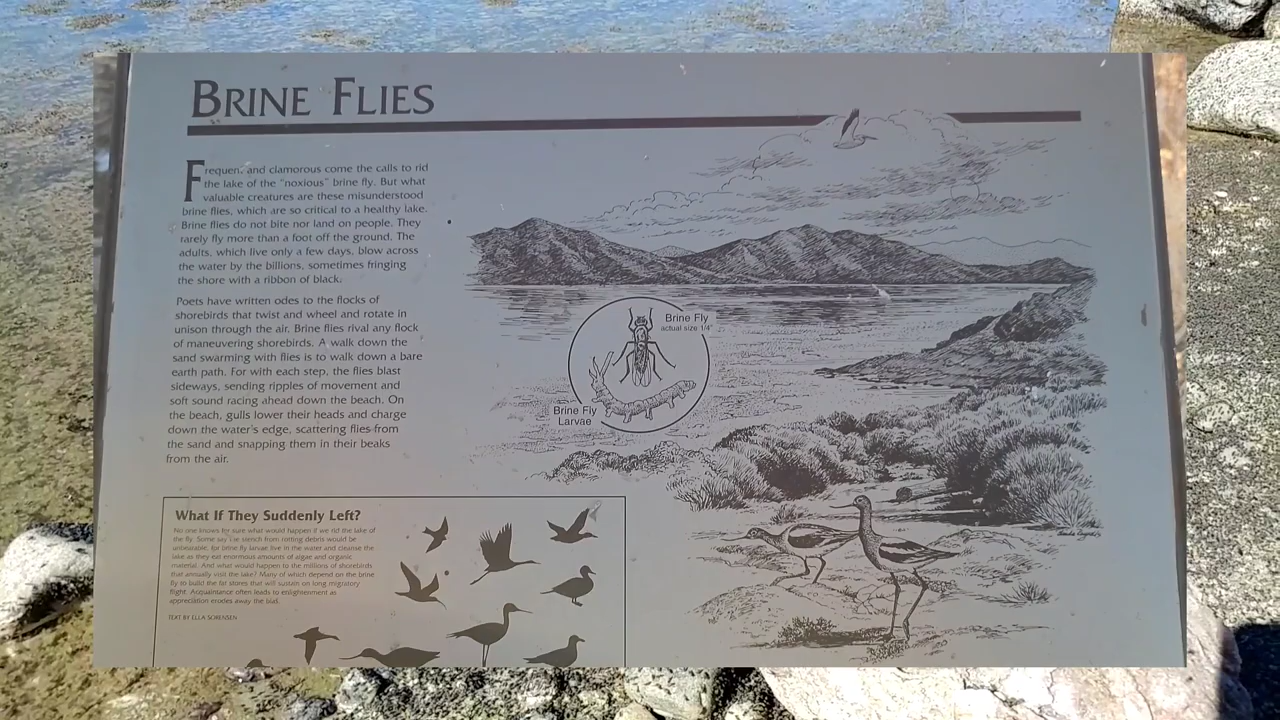 BRINE FLIES
Frequent and clamorous come the calls to rid
the lake of the "noxious" brine fly. But what
valuable creatures are these misunderstood
brine flies, which are so critical to a healthy lake.
Brine flies do not bite nor land on people. They
rarely fly more than a foot off the ground. The
adults, which live only a few days, blow across
the water by the billions, sometimes fringing
the shore with a ribbon of black.
Poets have written odes to the flocks of
shorebirds that twist and wheel and rotate in
unison through the air. Brine flies rival any flock
of maneuvering shorebirds. A walk down the
sand swarming with flies is to walk down a bare
earth path. For with each step, the flies blast
sideways, sending ripples of movement and
soft sound racing ahead down the beach. On
the beach, gulls lower their heads and charge
down the water's edge, scattering flies from
the sand and snapping them in their beaks
from the air.
Brine Fly
actual size 1/4"
Brine Fly
Larvae
What If They Suddenly Left?
No one knows for sure what would happen if we rid the lake of
the fly. Some say the stench from rotting debris would be
unbearable, for brine fly larvae live in the water and cleanse the
lake as they eat enormous amounts of algae and organic
material. And what would happen to the millions of shorebirds
that annually visit the lake? Many of which depend on the brine
fly to build the fat stores that will sustain on long migratory
flight. Acquaintance often leads to enlightenment as
appreciation erodes away the bias.
TEXT BY ELLA SORENSEN